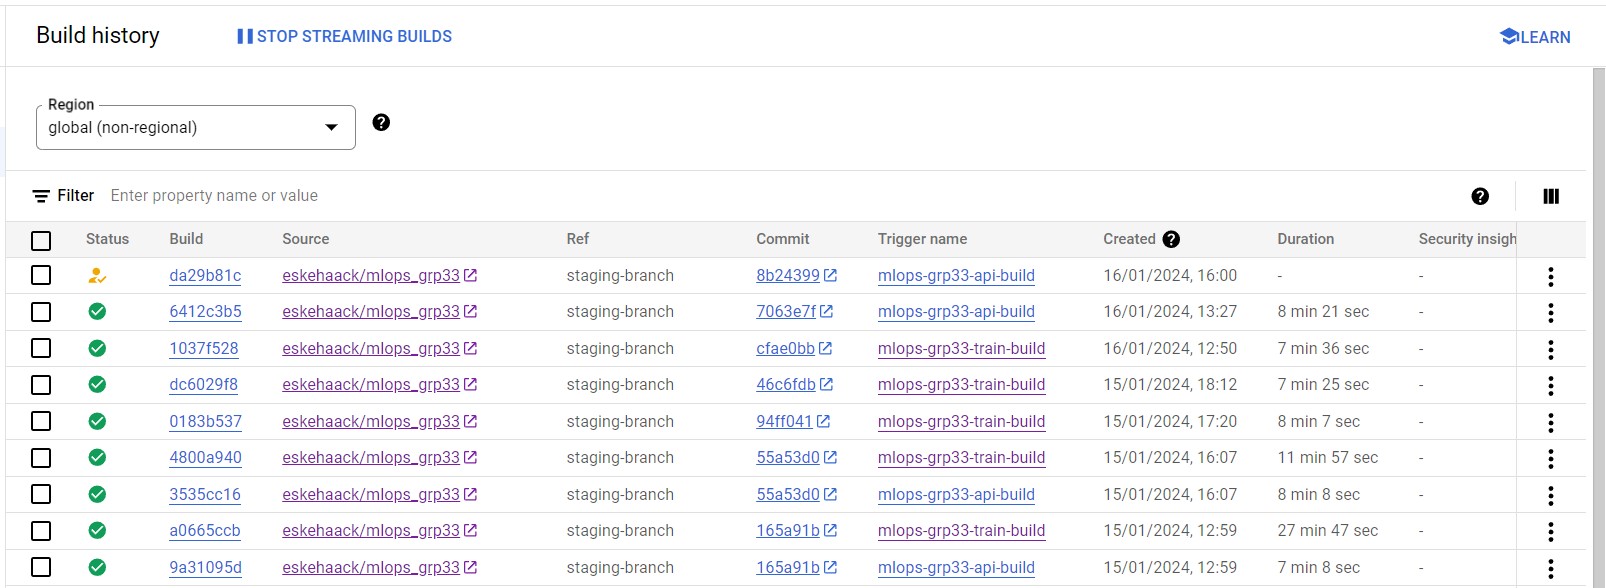 Build history STOP STREAMING BUILDS LEARN
Region
global (non-regional)
Filter Enter property name or value
Status Build Source Ref Commit Trigger name Created Duration Security insigh
da29b81c eskehaack/mlops_grp33 staging-branch 8b24399 mlops-grp33-api-build 16/01/2024, 16:00 - -
6412c3b5 eskehaack/mlops_grp33 staging-branch 7063e7f mlops-grp33-api-build 16/01/2024, 13:27 8 min 21 sec -
1037f528 eskehaack/mlops_grp33 staging-branch cfae0bb mlops-grp33-train-build 16/01/2024, 12:50 7 min 36 sec -
dc6029f8 eskehaack/mlops_grp33 staging-branch 46c6fdb mlops-grp33-train-build 15/01/2024, 18:12 7 min 25 sec -
0183b537 eskehaack/mlops_grp33 staging-branch 94ff041 mlops-grp33-train-build 15/01/2024, 17:20 8 min 7 sec -
4800a940 eskehaack/mlops_grp33 staging-branch 55a53d0 mlops-grp33-train-build 15/01/2024, 16:07 11 min 57 sec -
3535cc16 eskehaack/mlops_grp33 staging-branch 55a53d0 mlops-grp33-api-build 15/01/2024, 16:07 8 min 8 sec -
a0665ccb eskehaack/mlops_grp33 staging-branch 165a91b mlops-grp33-train-build 15/01/2024, 12:59 27 min 47 sec -
9a31095d eskehaack/mlops_grp33 staging-branch 165a91b mlops-grp33-api-build 15/01/2024, 12:59 7 min 8 sec -